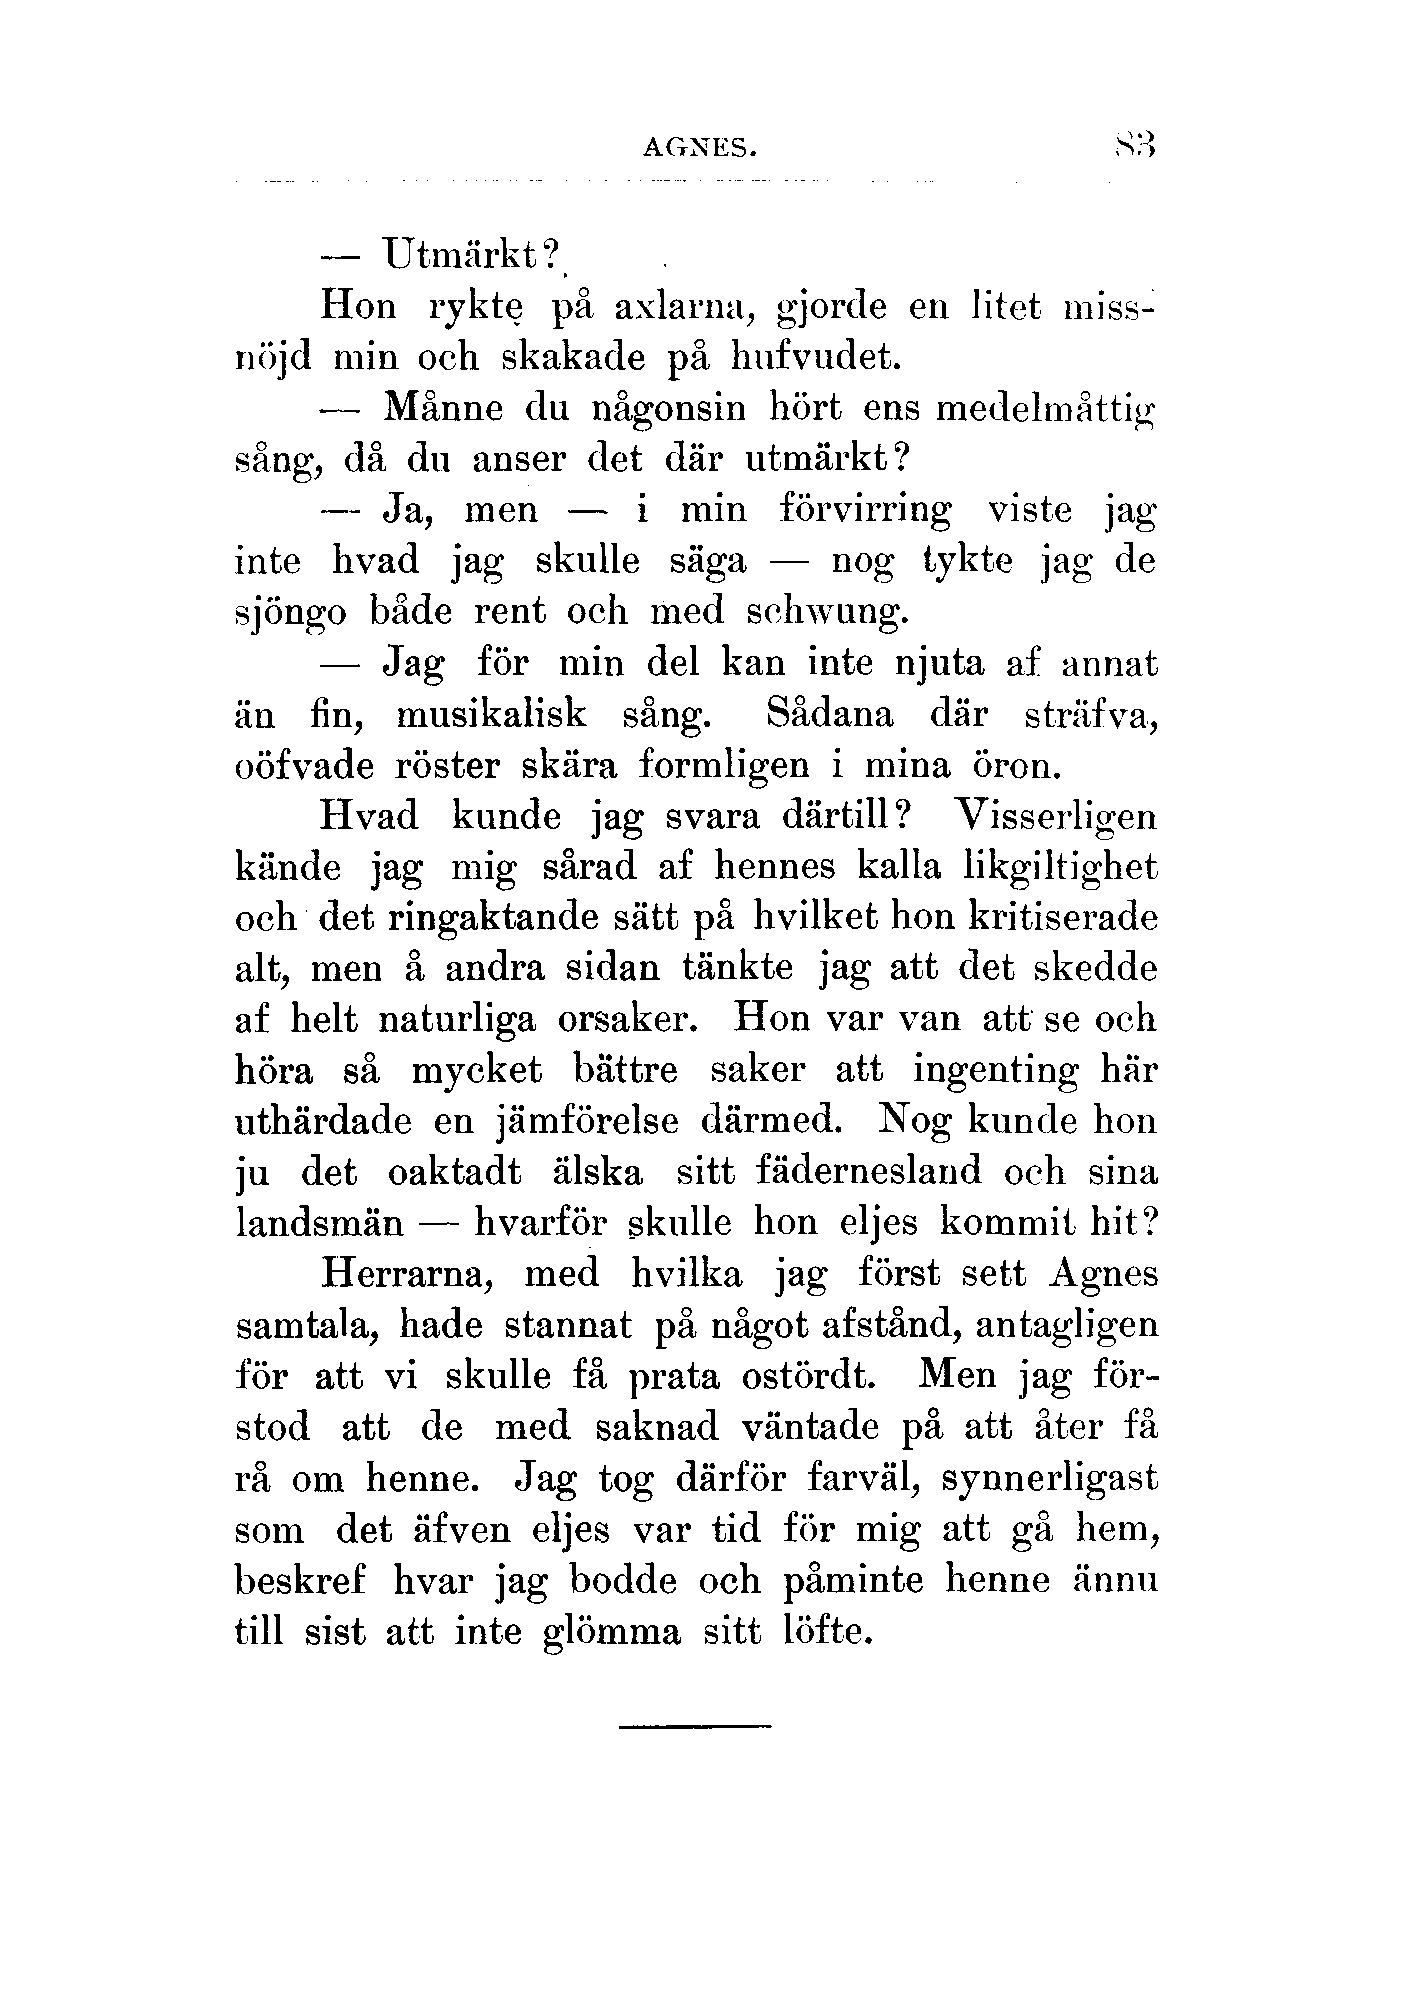 AGNES. 83
— Utmärkt?
Hon rykte på axlarna, gjorde en litet miss-
nöjd min och skakade på hufvudet.
— Månne du någonsin hört ens medelmåttig
sång, då du anser det där utmärkt?
— Ja, men — i min förvirring viste jag
inte hvad jag skulle säga — nog tykte jag de
sjöngo både rent och med schwung.
— Jag för min del kan inte njuta af annat
än fin, musikalisk sång. Sådana där sträfva,
oöfvade röster skära formligen i mina öron.
Hvad kunde jag svara därtill? Visserligen
kände jag mig sårad af hennes kalla likgiltighet
och det ringaktande sätt på hvilket hon kritiserade
alt, men å andra sidan tänkte jag att det skedde
af helt naturliga orsaker. Hon var van att se och
höra så mycket bättre saker att ingenting här
uthärdade en jämförelse därmed. Nog kunde hon
ju det oaktadt älska sitt fädernesland och sina
landsmän — hvarför skulle hon eljes kommit hit?
Herrarna, med hvilka jag först sett Agnes
samtala, hade stannat på något afstånd, antagligen
för att vi skulle få prata ostördt. Men jag för-
stod att de med saknad väntade på att åter få
rå om henne. Jag tog därför farväl, synnerligast
som det äfven eljes var tid för mig att gå hem,
beskref hvar jag bodde och påminte henne ännu
till sist att inte glömma sitt löfte.